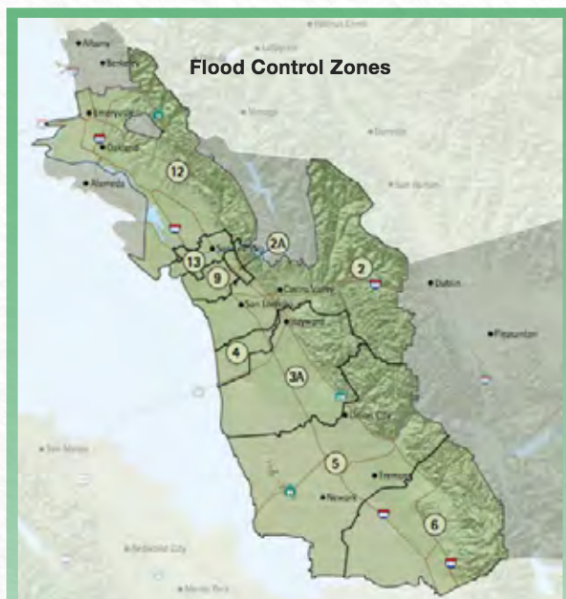 Flood Control Zones
Albany
Berkeley
Emeryville
Oakland
Alameda
12
2A
2
13
9
Castro Valley
San Lorenzo
Dublin
Hayward
Pleasanton
4
3A
Union City
5
Fremont
Newark
6
San Mateo
Redwood City
Menlo Park